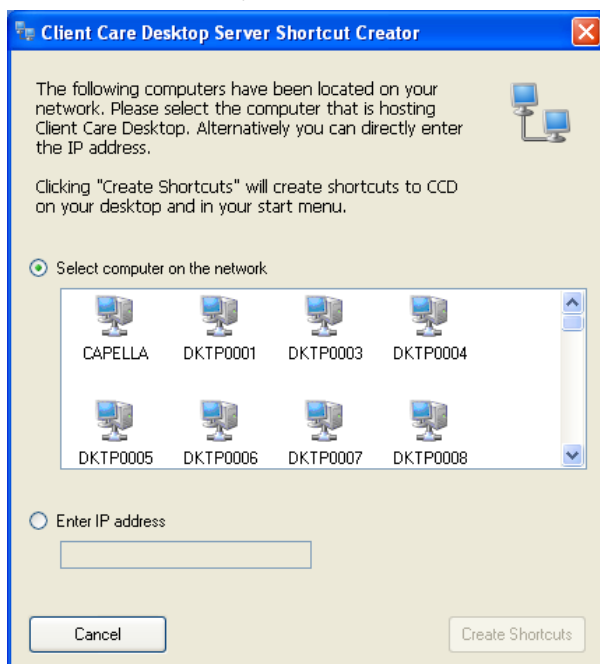 Client Care Desktop Server Shortcut Creator
The following computers have been located on your
network. Please select the computer that is hosting
Client Care Desktop. Alternatively you can directly enter
the IP address.
Clicking "Create Shortcuts" will create shortcuts to CCD
on your desktop and in your start menu.
Select computer on the network
CAPELLA DKTP0001 DKTP0003 DKTP0004
DKTP0005 DKTP0006 DKTP0007 DKTP0008
Enter IP address
Cancel Create Shortcuts